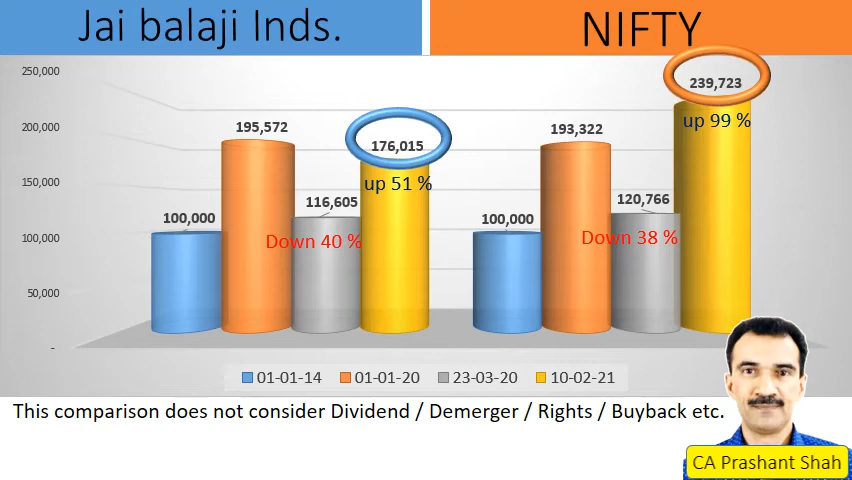 Jai balaji Inds.
NIFTY
250,000
200,000
150,000
100,000
50,000
-
100,000
195,572
116,605
176,015
Down 40 %
up 51 %
100,000
193,322
120,766
239,723
Down 38 %
up 99 %
01-01-14 01-01-20 23-03-20 10-02-21
This comparison does not consider Dividend / Demerger / Rights / Buyback etc.
CA Prashant Shah